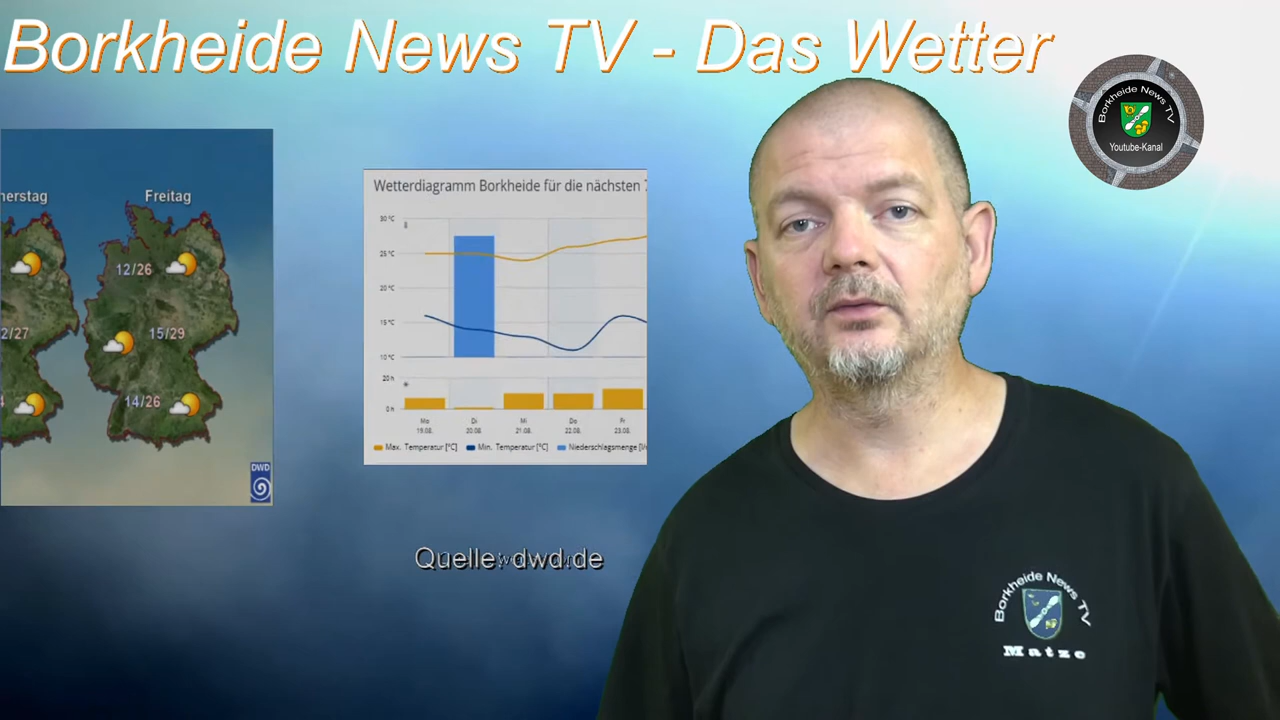 Borkheide News TV - Das Wetter
Borkheide News TV
Youtube-Kanal
nerstag
Freitag
12/26
2/27
15/29
4
14/26
DWD
Wetterdiagramm Borkheide für die nächsten 7
30 °C
25 °C
20 °C
15 °C
10 °C
20 h
0 h
Mo Di Mi Do Fr
19.08. 20.08. 21.08. 22.08. 23.08.
Max. Temperatur [°C] Min. Temperatur [°C] Niederschlagsmenge [l/
Quelle dwd.de
Borkheide News TV
Matze